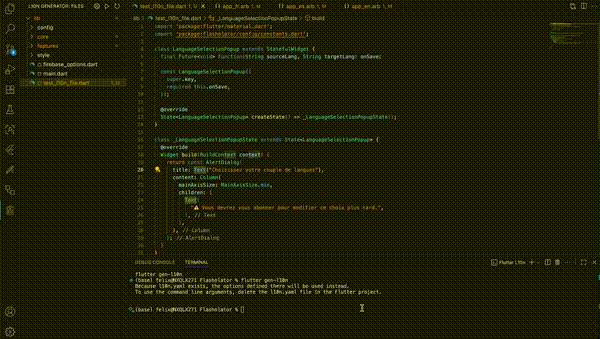 L10N GENERATOR: FILES
lib
config
core
features
style
firebase_options.dart
main.dart
test_l10n_file.dart 1, M
test_l10n_file.dart 1, M
app_fr.arb
app_es.arb
app_en.arb
lib > test_l10n_file.dart > _LanguageSelectionPopupState > build
import 'package:flutter/material.dart';
import 'package:flasholator/config/constants.dart';
class LanguageSelectionPopup extends StatefulWidget {
final Future<void> Function(String sourceLang, String targetLang) onSave;
const LanguageSelectionPopup({
super.key,
required this.onSave,
});
@override
State<LanguageSelectionPopup> createState() => _LanguageSelectionPopupState();
}
class _LanguageSelectionPopupState extends State<LanguageSelectionPopup> {
@override
Widget build(BuildContext context) {
return const AlertDialog(
title: Text("Choisissez votre couple de langues"),
content: Column(
mainAxisSize: MainAxisSize.min,
children: [
Text(
"⚠ Vous devrez vous abonner pour modifier ce choix plus tard.",
), // Text
],
), // Column
); // AlertDialog
}
}
DEBUG CONSOLE TERMINAL
Flutter L10n
flutter gen-l10n
(base) felix@NXQLX271 Flasholator % flutter gen-l10n
Because l10n.yaml exists, the options defined there will be used instead.
To use the command line arguments, delete the l10n.yaml file in the Flutter project.
(base) felix@NXQLX271 Flasholator %